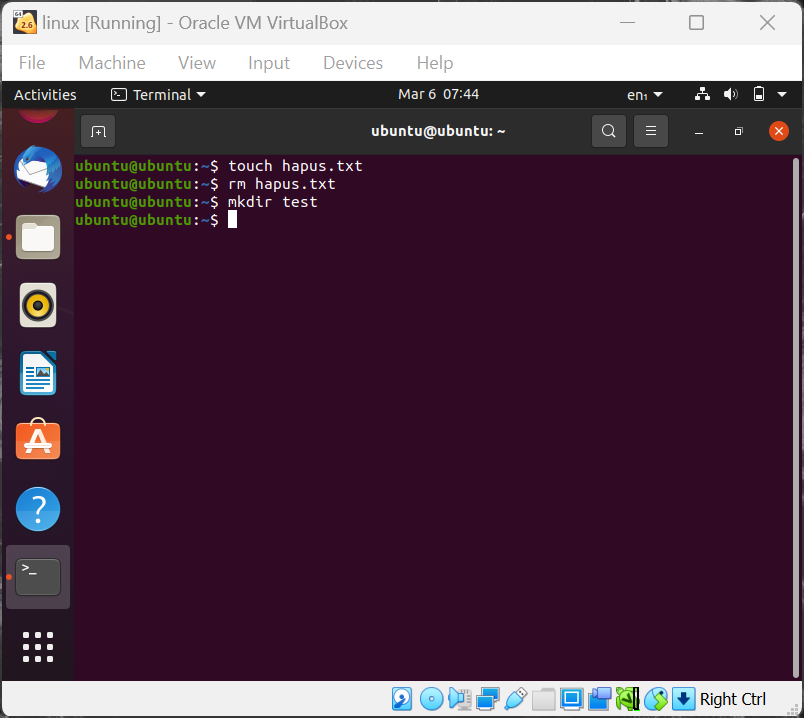 linux [Running] - Oracle VM VirtualBox
File Machine View Input Devices Help
Activities Terminal Mar 6 07:44 en₁
ubuntu@ubuntu: ~
ubuntu@ubuntu:~$ touch hapus.txt
ubuntu@ubuntu:~$ rm hapus.txt
ubuntu@ubuntu:~$ mkdir test
ubuntu@ubuntu:~$
Right Ctrl